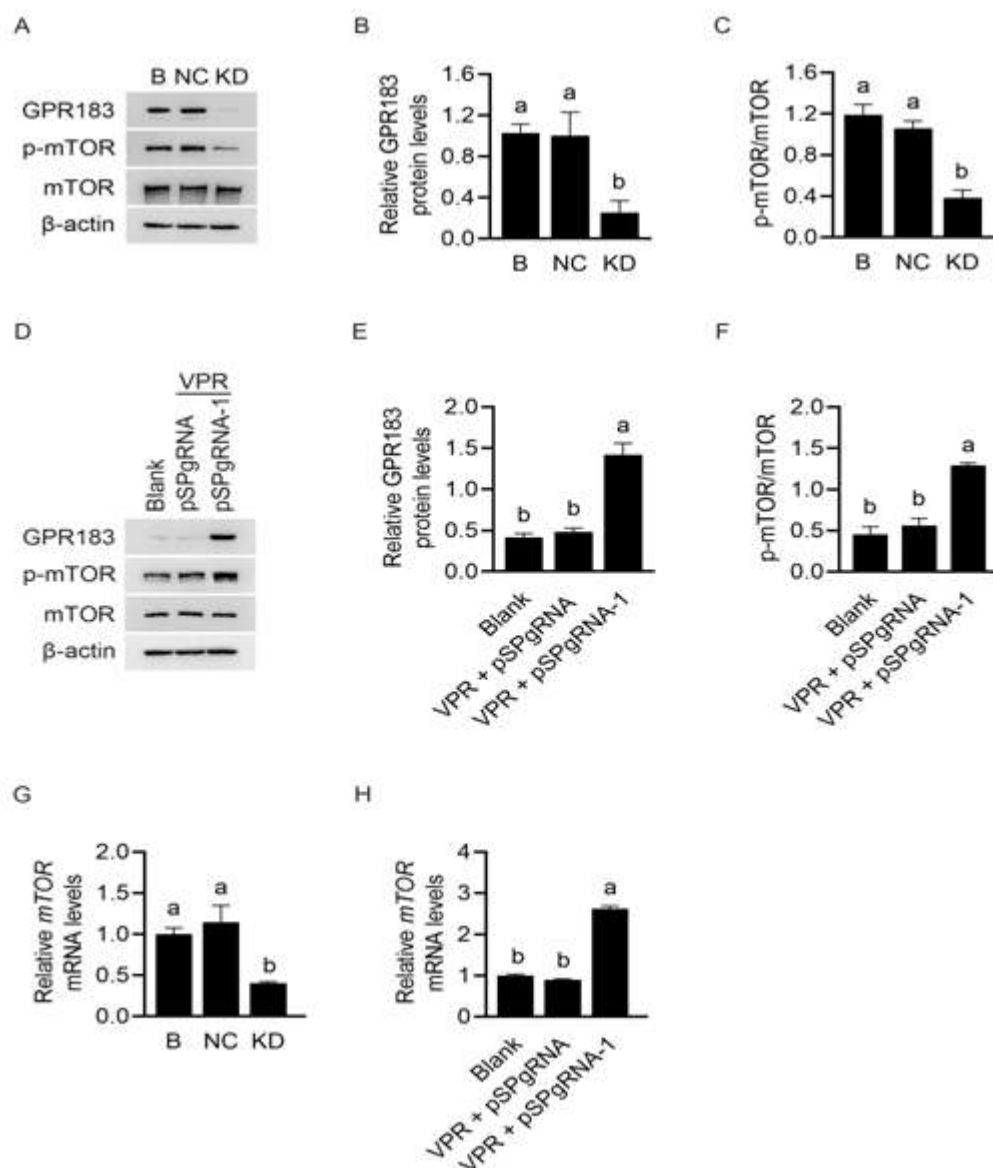 A
B NC KD
GPR183
p-mTOR
mTOR
β-actin
B
Relative GPR183
protein levels
1.6
1.2
0.8
0.4
0.0
a
a
b
B NC KD
C
p-mTOR/mTOR
1.6
1.2
0.8
0.4
0.0
a
a
b
B NC KD
D
VPR
Blank
pSPgRNA
pSPgRNA-1
GPR183
p-mTOR
mTOR
β-actin
E
Relative GPR183
protein levels
2.0
1.5
1.0
0.5
0.0
b
b
a
Blank
VPR + pSPgRNA
VPR + pSPgRNA-1
F
p-mTOR/mTOR
2.0
1.5
1.0
0.5
0.0
b
b
a
Blank
VPR + pSPgRNA
VPR + pSPgRNA-1
G
Relative mTOR
mRNA levels
2.0
1.5
1.0
0.5
0.0
a
a
b
B NC KD
H
Relative mTOR
mRNA levels
4
3
2
1
0
b
b
a
Blank
VPR + pSPgRNA
VPR + pSPgRNA-1